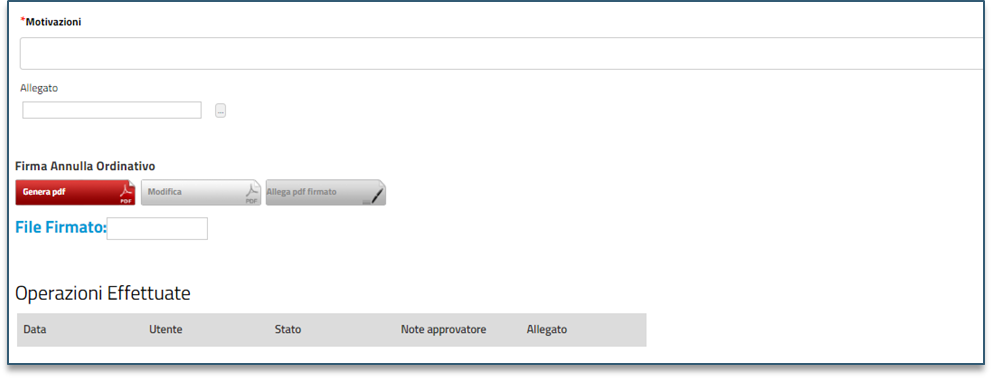 *Motivazioni
Allegato
...
Firma Annulla Ordinativo
Genera pdf PDF Modifica PDF Allega pdf firmato
File Firmato:
Operazioni Effettuate
Data Utente Stato Note approvatore Allegato